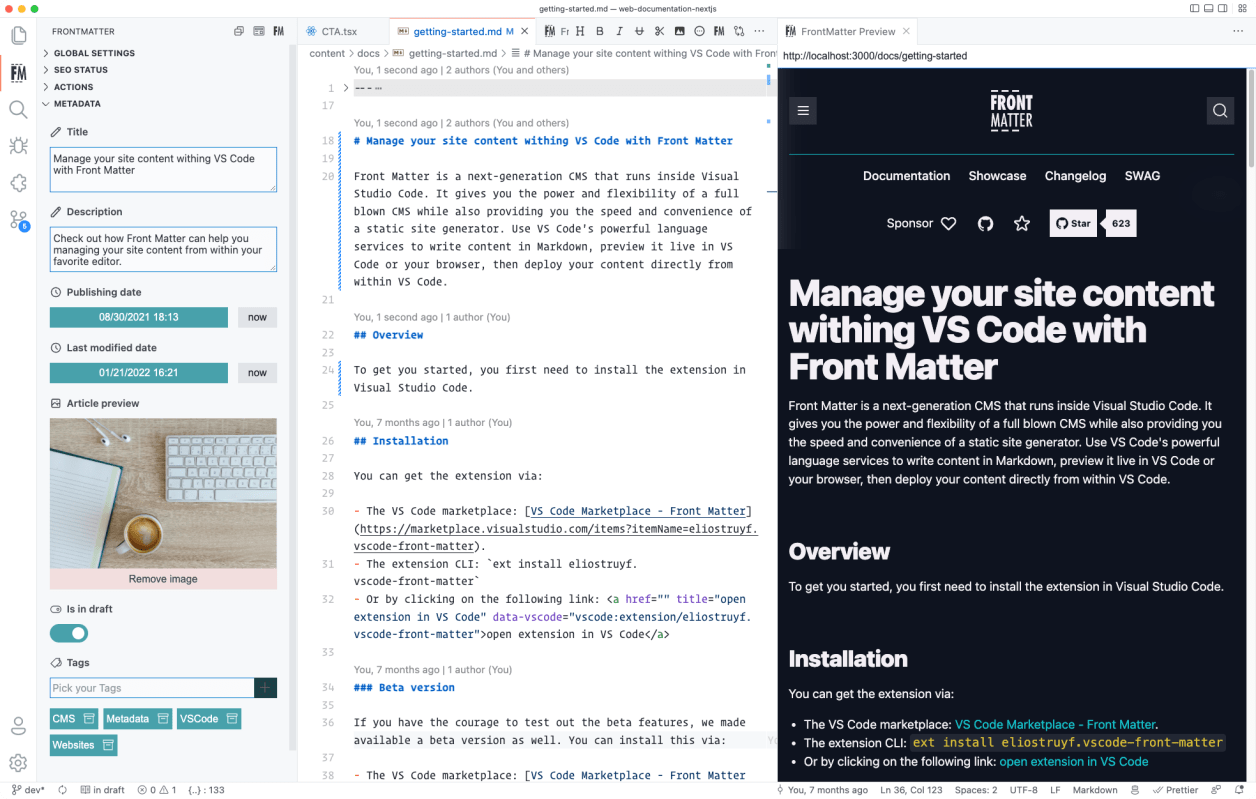 getting-started.md — web-documentation-nextjs
FRONTMATTER
GLOBAL SETTINGS
SEO STATUS
ACTIONS
METADATA
Title
Manage your site content withing VS Code
with Front Matter
Description
Check out how Front Matter can help you
managing your site content from within your
favorite editor.
Publishing date
08/30/2021 18:13
now
Last modified date
01/21/2022 16:21
now
Article preview
Remove image
Is in draft
Tags
Pick your Tags
CMS
Metadata
VSCode
Websites
FM
5
CTA.tsx
getting-started.md M
Fr
content > docs > getting-started.md > # Manage your site content withing VS Code with Fron
You, 1 second ago | 2 authors (You and others)
1 --- …
17
You, 1 second ago | 2 authors (You and others)
18 # Manage your site content withing VS Code with Front Matter
19
20 Front Matter is a next-generation CMS that runs inside Visual
Studio Code. It gives you the power and flexibility of a full
blown CMS while also providing you the speed and convenience of
a static site generator. Use VS Code's powerful language
services to write content in Markdown, preview it live in VS
Code or your browser, then deploy your content directly from
within VS Code.
21
You, 1 second ago | 1 author (You)
22 ## Overview
23
24 To get you started, you first need to install the extension in
Visual Studio Code.
25
You, 7 months ago | 1 author (You)
26 ## Installation
27
28 You can get the extension via:
29
30 - The VS Code marketplace: [VS Code Marketplace - Front Matter]
(https://marketplace.visualstudio.com/items?itemName=eliostruyf.
vscode-front-matter).
31 - The extension CLI: `ext install eliostruyf.
vscode-front-matter`
32 - Or by clicking on the following link: <a href="" title="open
extension in VS Code" data-vscode="vscode:extension/eliostruyf.
vscode-front-matter">open extension in VS Code</a>
33
You, 7 months ago | 1 author (You)
34 ### Beta version
35
36 If you have the courage to test out the beta features, we made
available a beta version as well. You can install this via:
37
38 - The VS Code marketplace: [VS Code Marketplace - Front Matter
FrontMatter Preview
http://localhost:3000/docs/getting-started
FRONT
MATTER
Documentation Showcase Changelog SWAG
Sponsor
Star 623
Manage your site content
withing VS Code with
Front Matter
Front Matter is a next-generation CMS that runs inside Visual Studio Code. It
gives you the power and flexibility of a full blown CMS while also providing you
the speed and convenience of a static site generator. Use VS Code's powerful
language services to write content in Markdown, preview it live in VS Code or
your browser, then deploy your content directly from within VS Code.
Overview
To get you started, you first need to install the extension in Visual Studio Code.
Installation
You can get the extension via:
• The VS Code marketplace: VS Code Marketplace - Front Matter.
• The extension CLI: ext install eliostruyf.vscode-front-matter
• Or by clicking on the following link: open extension in VS Code
dev* in draft 0 1 {..} : 133 You, 7 months ago Ln 36, Col 123 Spaces: 2 UTF-8 LF Markdown Prettier